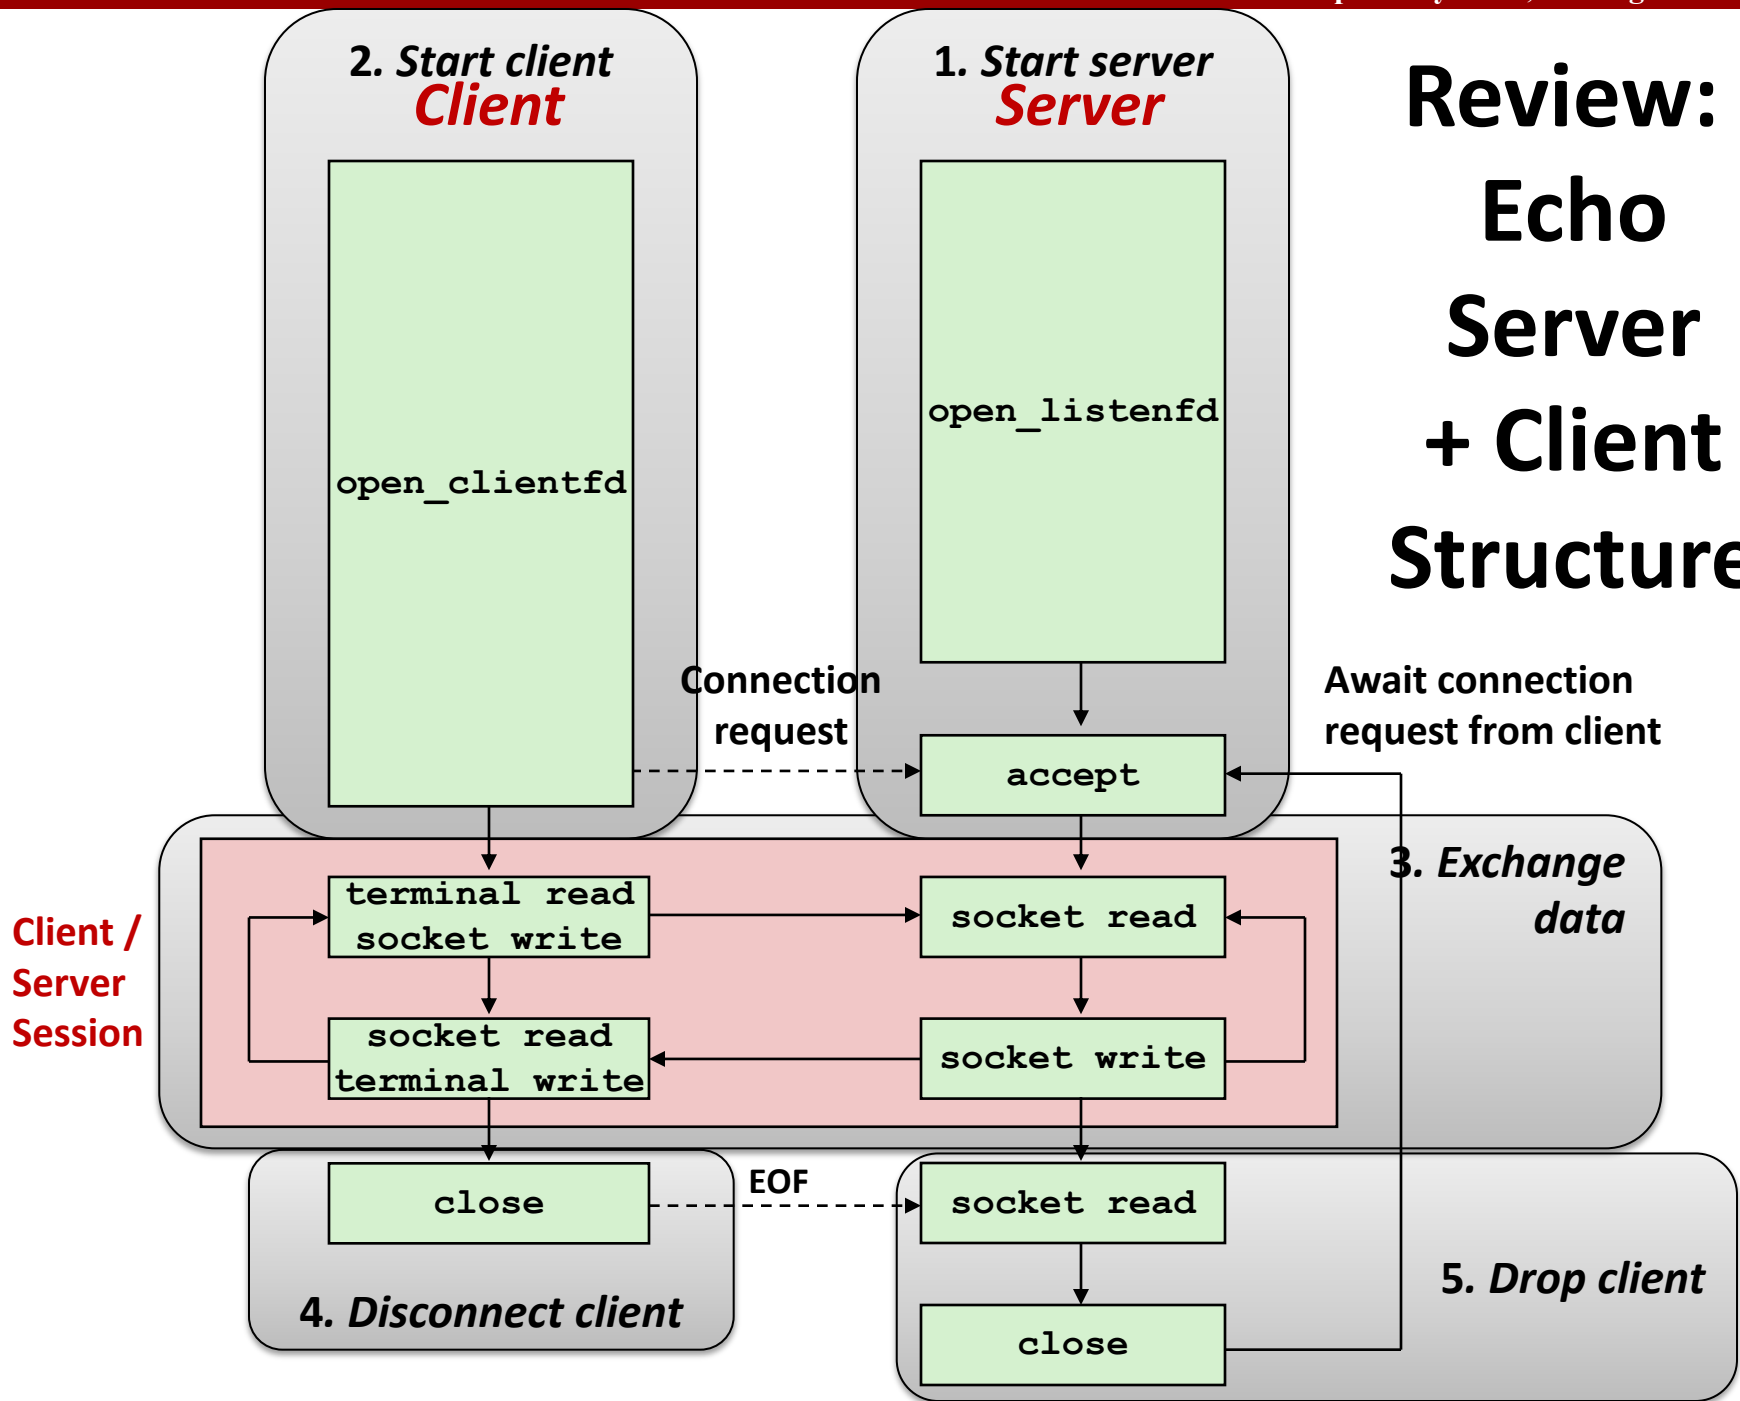 2. Start client
Client
1. Start server
Server
Review:
Echo
Server
+ Client
Structure
open_listenfd
open_clientfd
Connection
request
Await connection
request from client
accept
3. Exchange
data
terminal read
socket write
socket read
Client /
Server
Session
socket read
terminal write
socket write
close
EOF
socket read
4. Disconnect client
5. Drop client
close